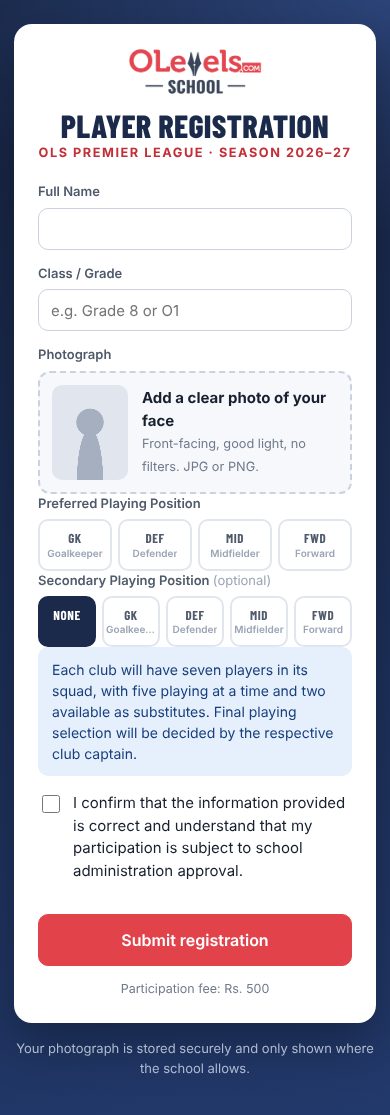 OLevels.COM
SCHOOL
PLAYER REGISTRATION
OLS PREMIER LEAGUE · SEASON 2026–27
Full Name
Class / Grade
e.g. Grade 8 or O1
Photograph
Add a clear photo of your
face
Front-facing, good light, no
filters. JPG or PNG.
Preferred Playing Position
GK DEF MID FWD
Goalkeeper Defender Midfielder Forward
Secondary Playing Position (optional)
NONE GK DEF MID FWD
Goalkee... Defender Midfielder Forward
Each club will have seven players in its
squad, with five playing at a time and two
available as substitutes. Final playing
selection will be decided by the respective
club captain.
I confirm that the information provided
is correct and understand that my
participation is subject to school
administration approval.
Submit registration
Participation fee: Rs. 500
Your photograph is stored securely and only shown where
the school allows.